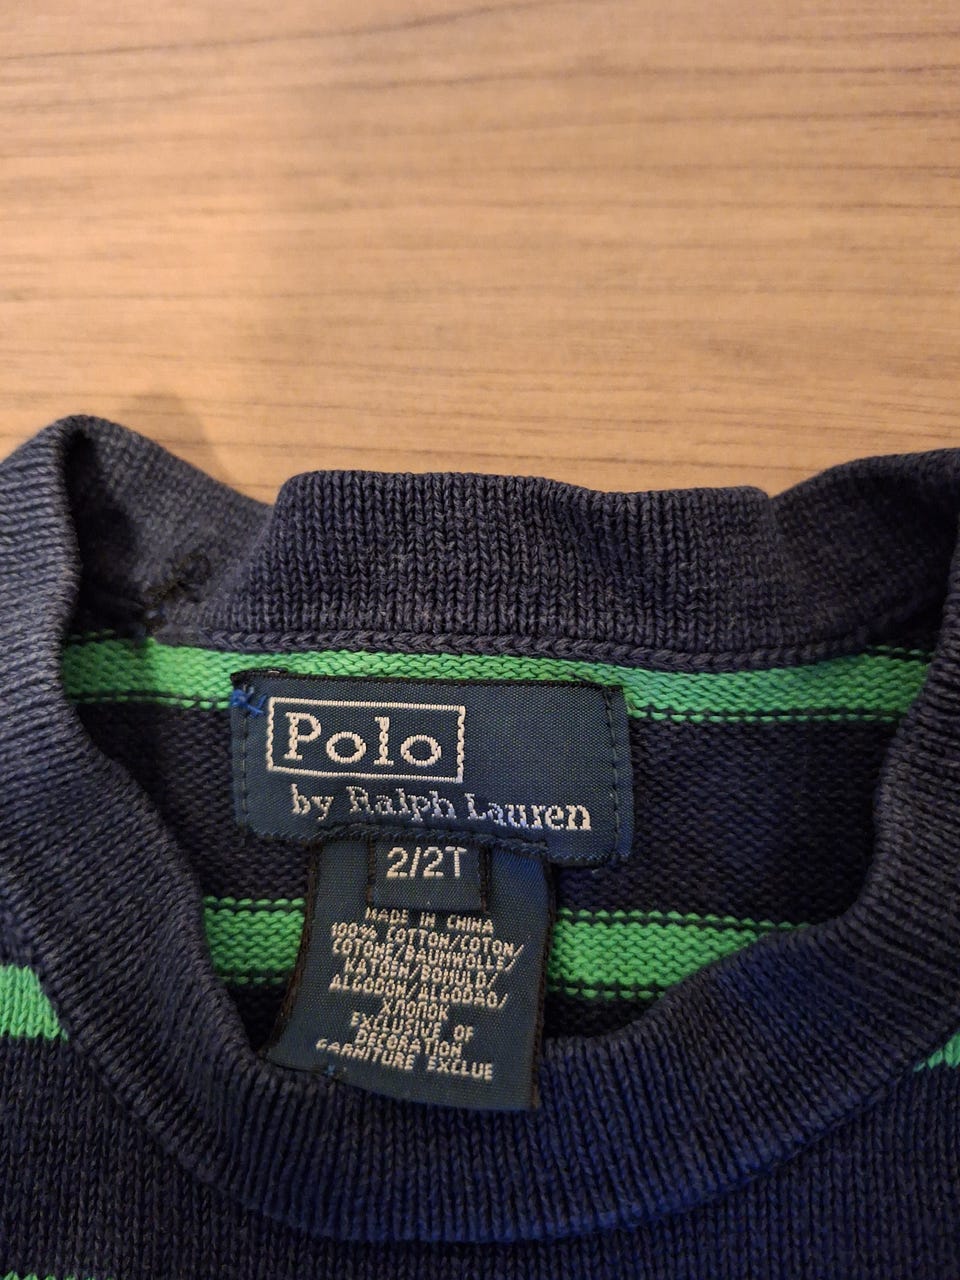 Polo
by Ralph Lauren
2/2T
MADE IN CHINA
100% COTTON/COTON/
COTONE/BAUMWOLLE/
KATOEN/BOMULD/
ALGODON/ALGODAO/
ХЛОПОК
EXCLUSIVE OF
DECORATION
GARNITURE EXCLUE